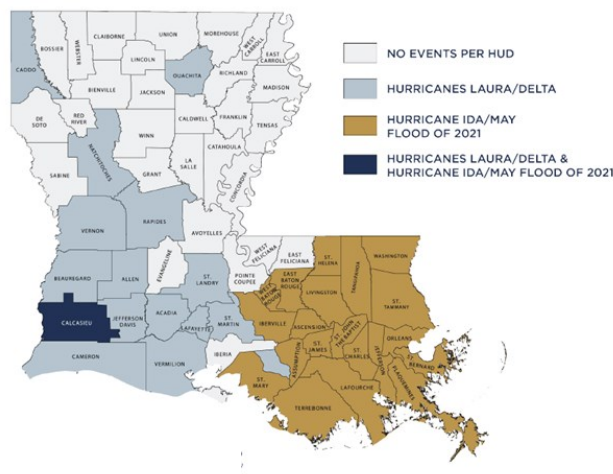 NO EVENTS PER HUD
HURRICANES LAURA/DELTA
HURRICANE IDA/MAY
FLOOD OF 2021
HURRICANES LAURA/DELTA &
HURRICANE IDA/MAY FLOOD OF 2021
CADDO
BOSSIER
WEBSTER
CLAIBORNE
UNION
MOREHOUSE
WEST
CARROLL
EAST
CARROLL
LINCOLN
OUACHITA
RICHLAND
MADISON
BIENVILLE
JACKSON
DE
SOTO
RED
RIVER
CALDWELL
FRANKLIN
TENSAS
WINN
NATCHITOCHES
SABINE
GRANT
LA
SALLE
CATAHOULA
CONCORDIA
VERNON
RAPIDES
AVOYELLES
BEAUREGARD
ALLEN
EVANGELINE
ST.
LANDRY
POINTE
COUPEE
WEST
FELICIANA
EAST
FELICIANA
ST.
HELENA
TANGIPAHOA
WASHINGTON
EAST
BATON
ROUGE
WEST
BATON
ROUGE
LIVINGSTON
ST.
TAMMANY
CALCASIEU
JEFFERSON
DAVIS
ACADIA
LAFAYETTE
ST.
MARTIN
IBERVILLE
ASCENSION
ST. JOHN
THE BAPTIST
ORLEANS
CAMERON
VERMILION
IBERIA
ASSUMPTION
ST.
JAMES
ST.
CHARLES
JEFFERSON
ST.
BERNARD
PLAQUEMINES
ST.
MARY
LAFOURCHE
TERREBONNE